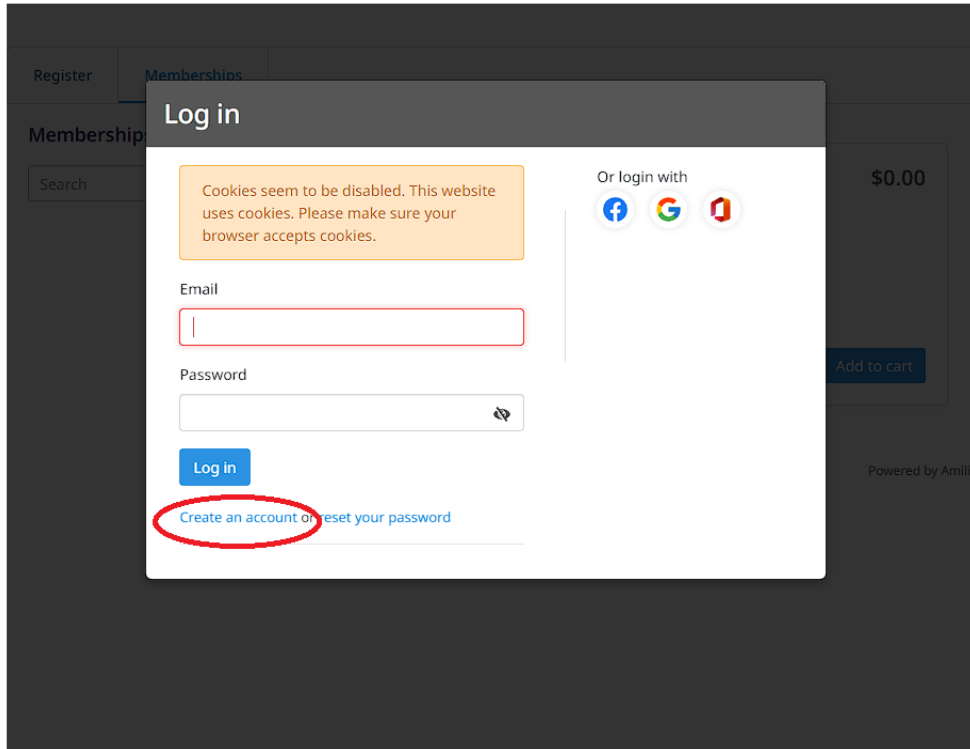 Register
Memberships
Log in
Memberships
Search
$0.00
Cookies seem to be disabled. This website
uses cookies. Please make sure your
browser accepts cookies.
Or login with
Email
Password
Add to cart
Log in
Powered by Amili
Create an account or reset your password